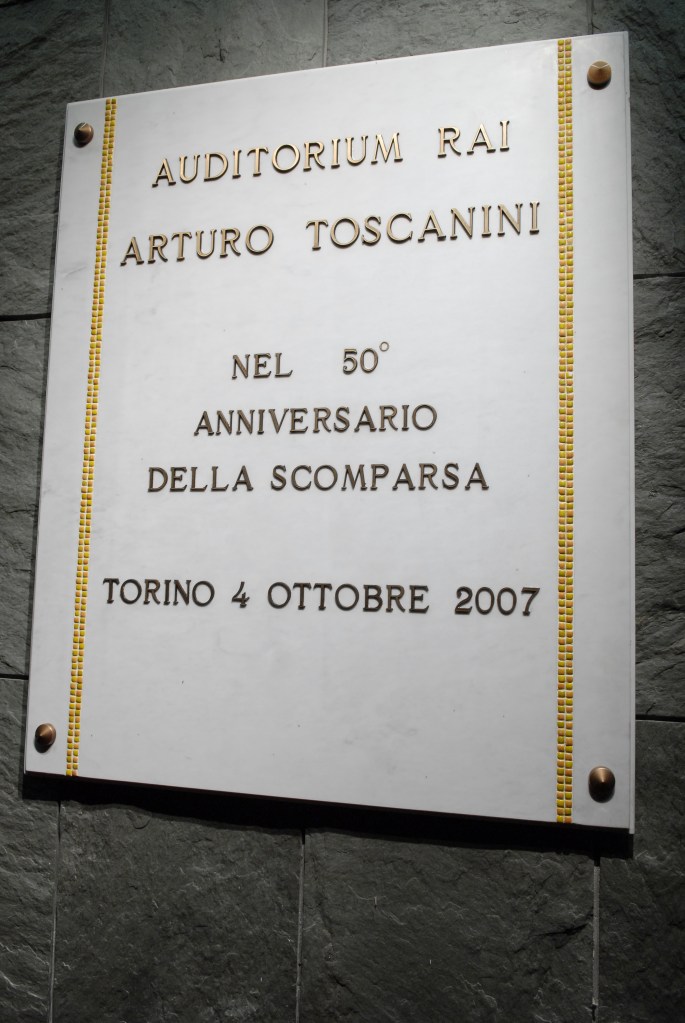 AUDITORIUM RAI
ARTURO TOSCANINI
NEL 50°
ANNIVERSARIO
DELLA SCOMPARSA
TORINO 4 OTTOBRE 2007